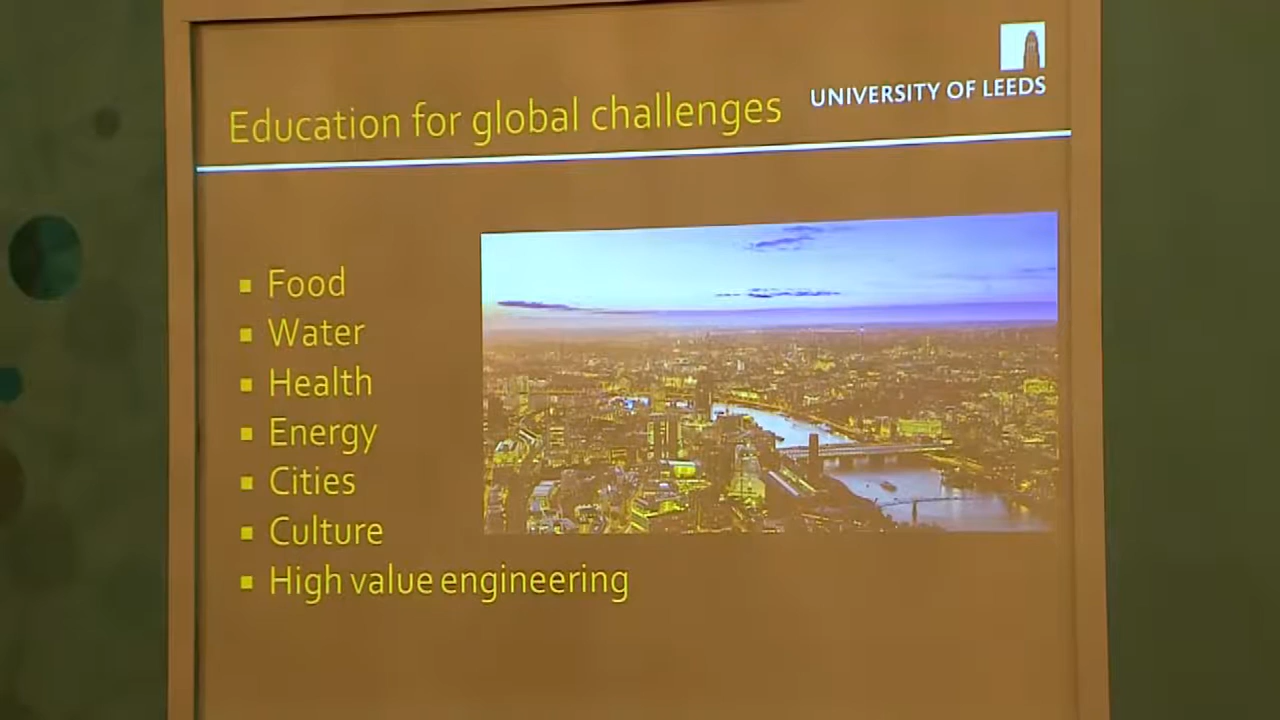 UNIVERSITY OF LEEDS
Education for global challenges
Food
Water
Health
Energy
Cities
Culture
High value engineering